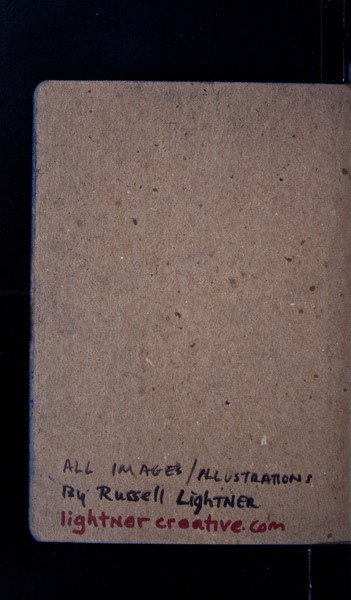 ALL IMAGES/ILLUSTRATIONS
By Russell LightNER
lightNer creative.com